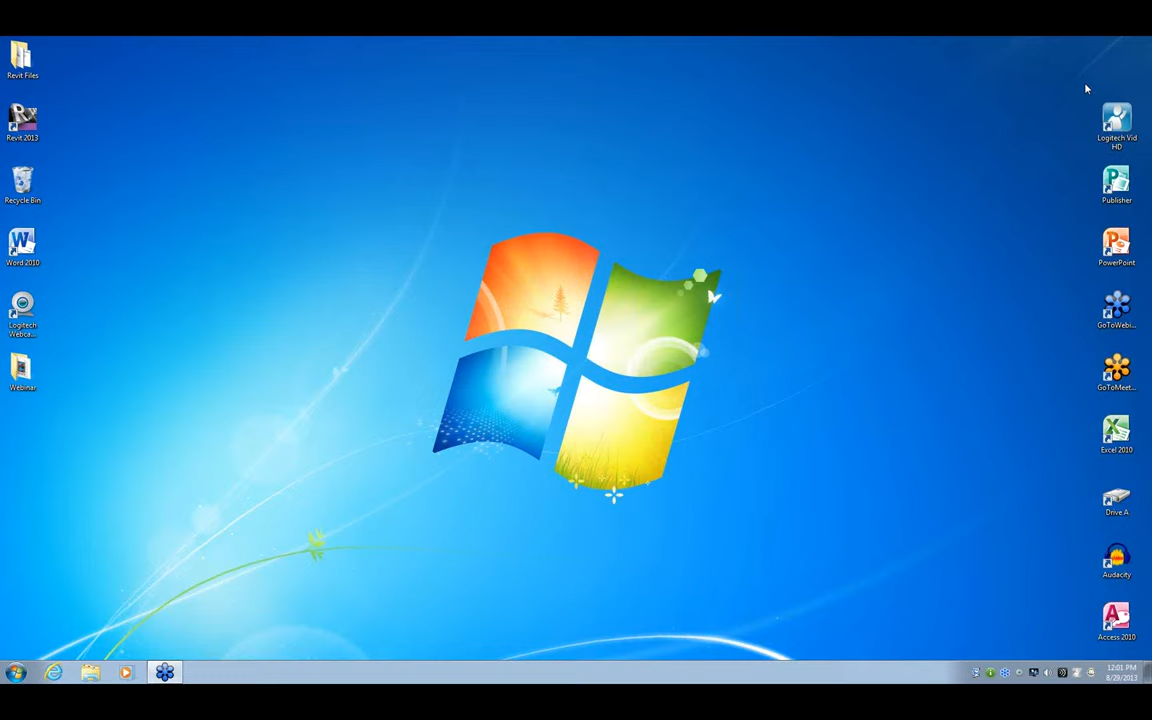 Revit Files
Revit 2013
Recycle Bin
Word 2010
Logitech
Webca...
Webinar
Logitech Vid
HD
Publisher
PowerPoint
GoToWebi...
GoToMeet...
Excel 2010
Drive A
Audacity
Access 2010
12:01 PM
8/29/2013